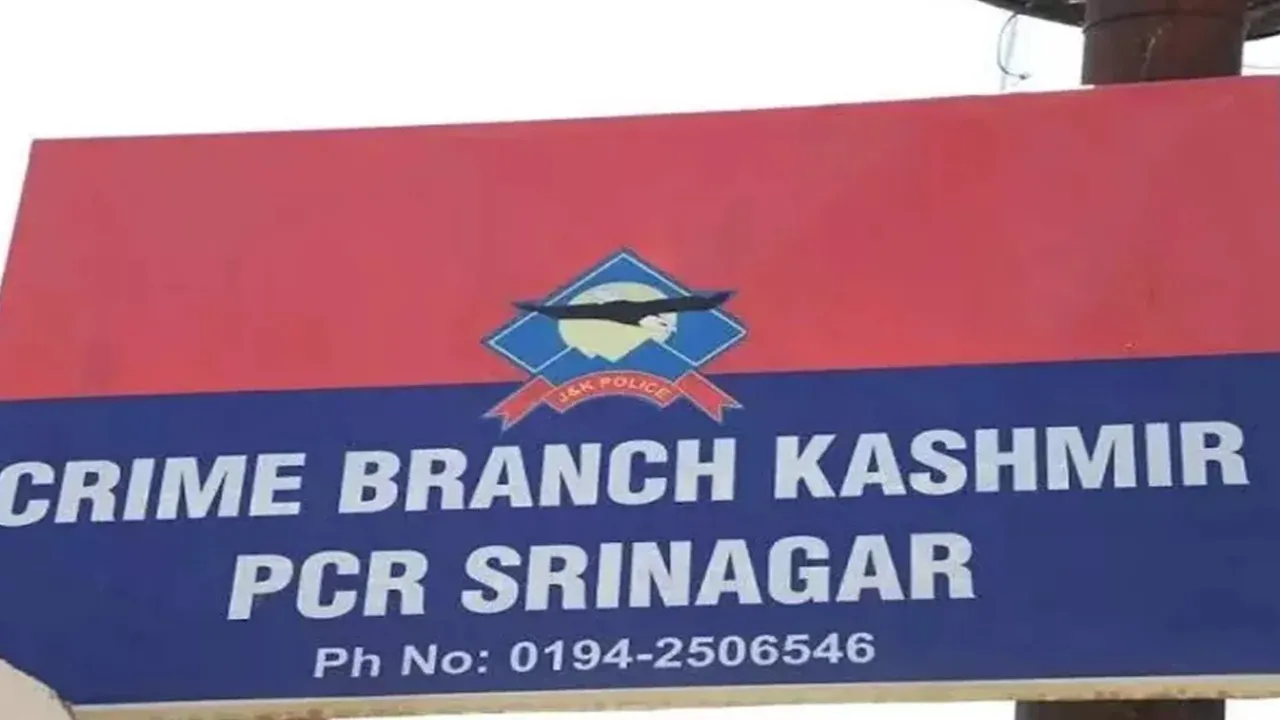 J&K POLICE
CRIME BRANCH KASHMIR
PCR SRINAGAR
Ph No: 0194-2506546